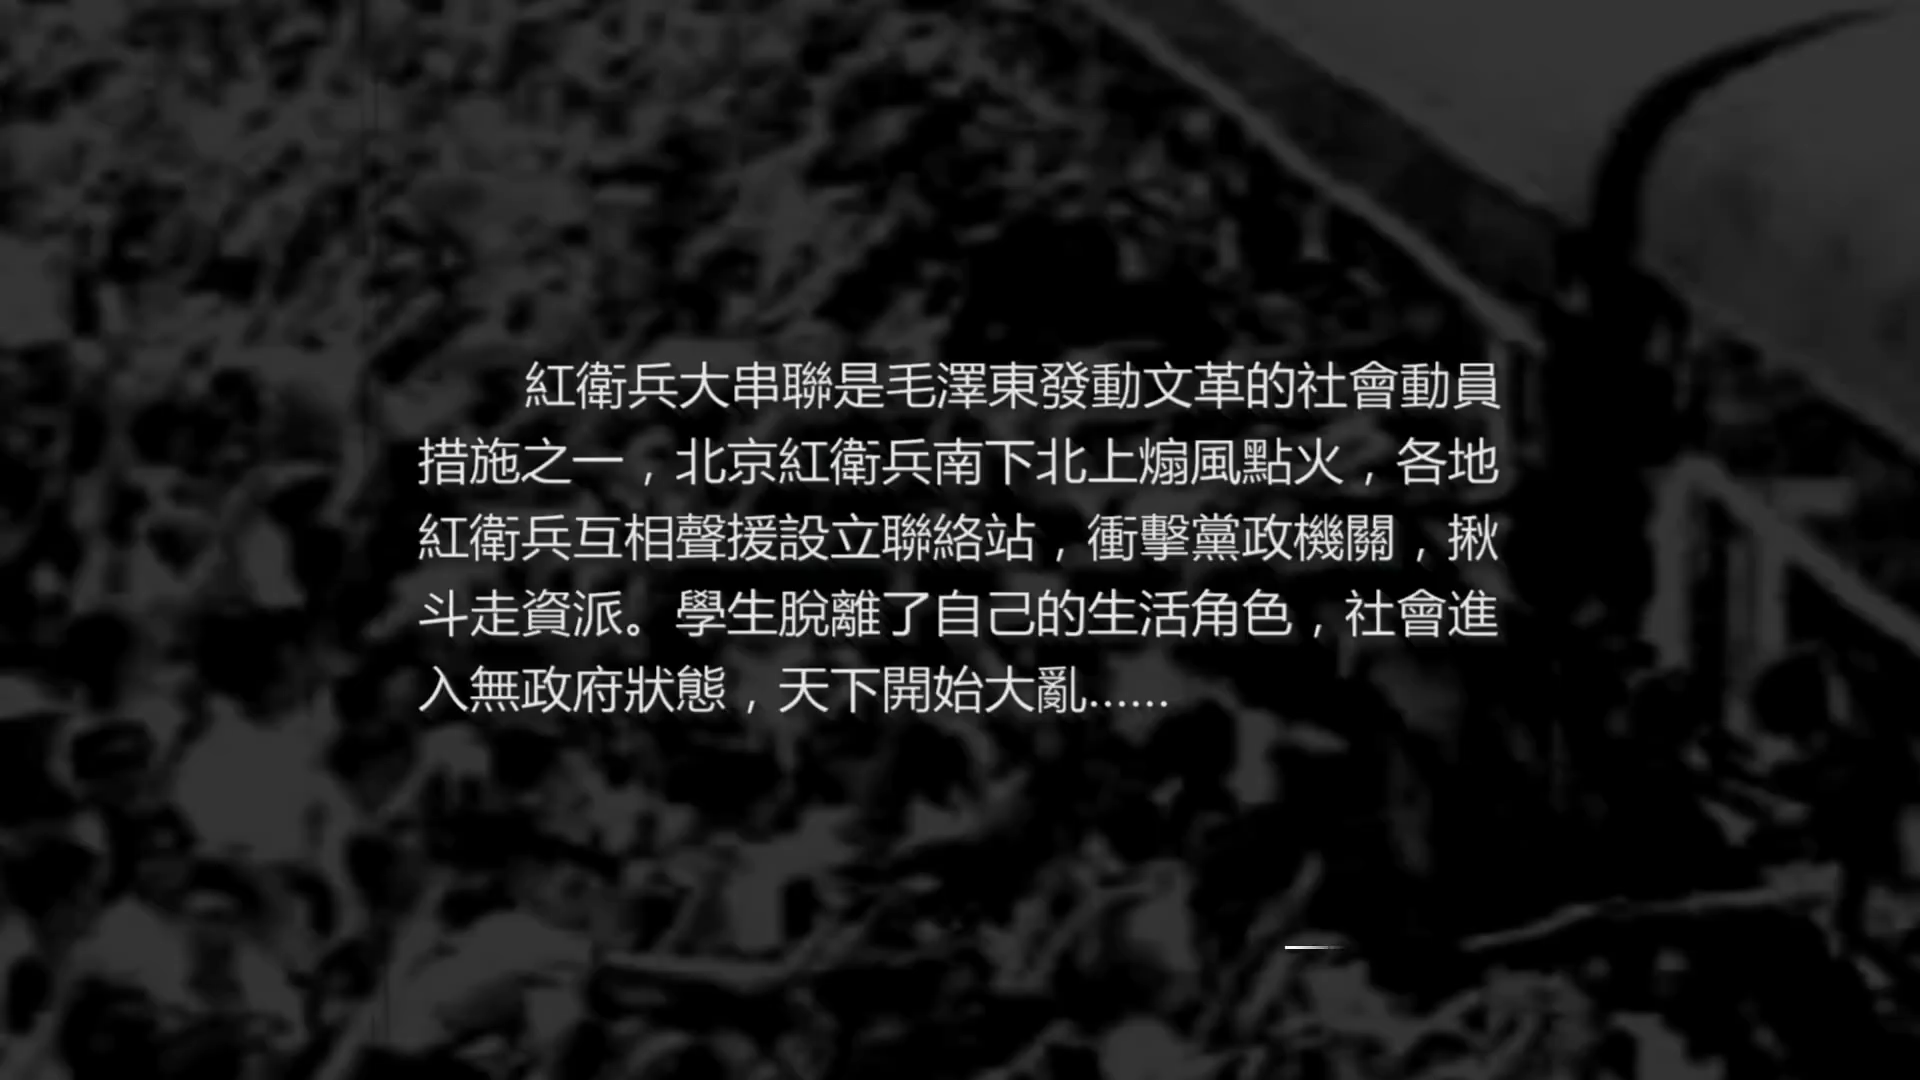 紅衛兵大串聯是毛澤東發動文革的社會動員
措施之一，北京紅衛兵南下北上煽風點火，各地
紅衛兵互相聲援設立聯絡站，衝擊黨政機關，揪
斗走資派。學生脫離了自己的生活角色，社會進
入無政府狀態，天下開始大亂……